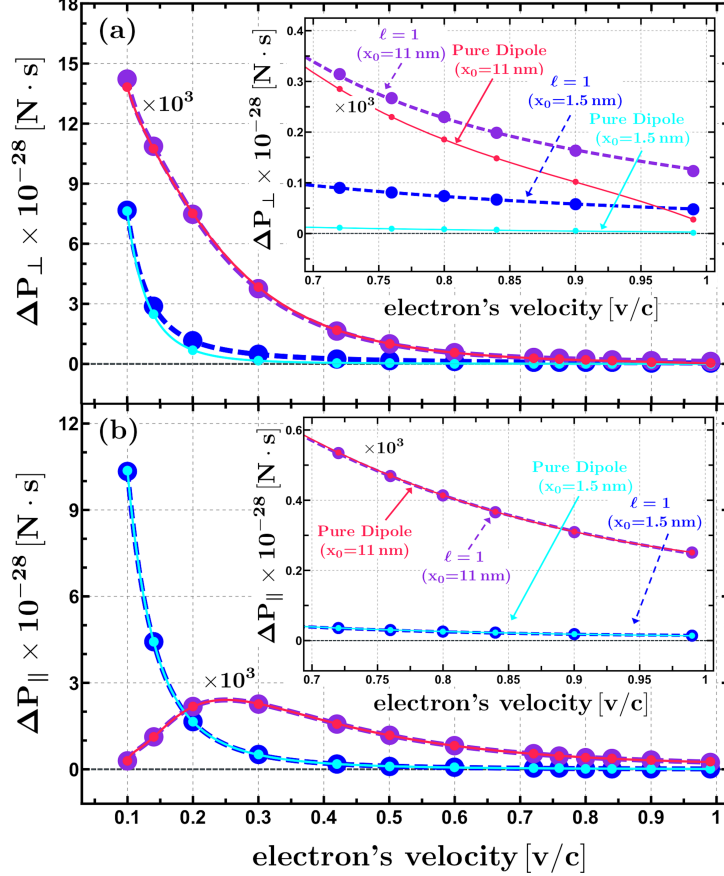 (a)
18
15
12
9
6
3
0
ΔP⊥ × 10⁻²⁸ [N · s]
×10³
0.4
0.3
0.2
0.1
0
ΔP⊥ × 10⁻²⁸ [N · s]
ℓ = 1
(x₀=11 nm)
Pure Dipole
(x₀=11 nm)
ℓ = 1
(x₀=1.5 nm)
Pure Dipole
(x₀=1.5 nm)
×10³
0.7 0.75 0.8 0.85 0.9 0.95 1
electron's velocity [v/c]
(b)
12
9
6
3
0
ΔP∥ × 10⁻²⁸ [N · s]
×10³
0.6
0.4
0.2
0
ΔP∥ × 10⁻²⁸ [N · s]
×10³
Pure Dipole
(x₀=1.5 nm)
ℓ = 1
(x₀=1.5 nm)
Pure Dipole
(x₀=11 nm)
ℓ = 1
(x₀=11 nm)
0.7 0.75 0.8 0.85 0.9 0.95 1
0.1 0.2 0.3 0.4 0.5 0.6 0.7 0.8 0.9 1
electron's velocity [v/c]